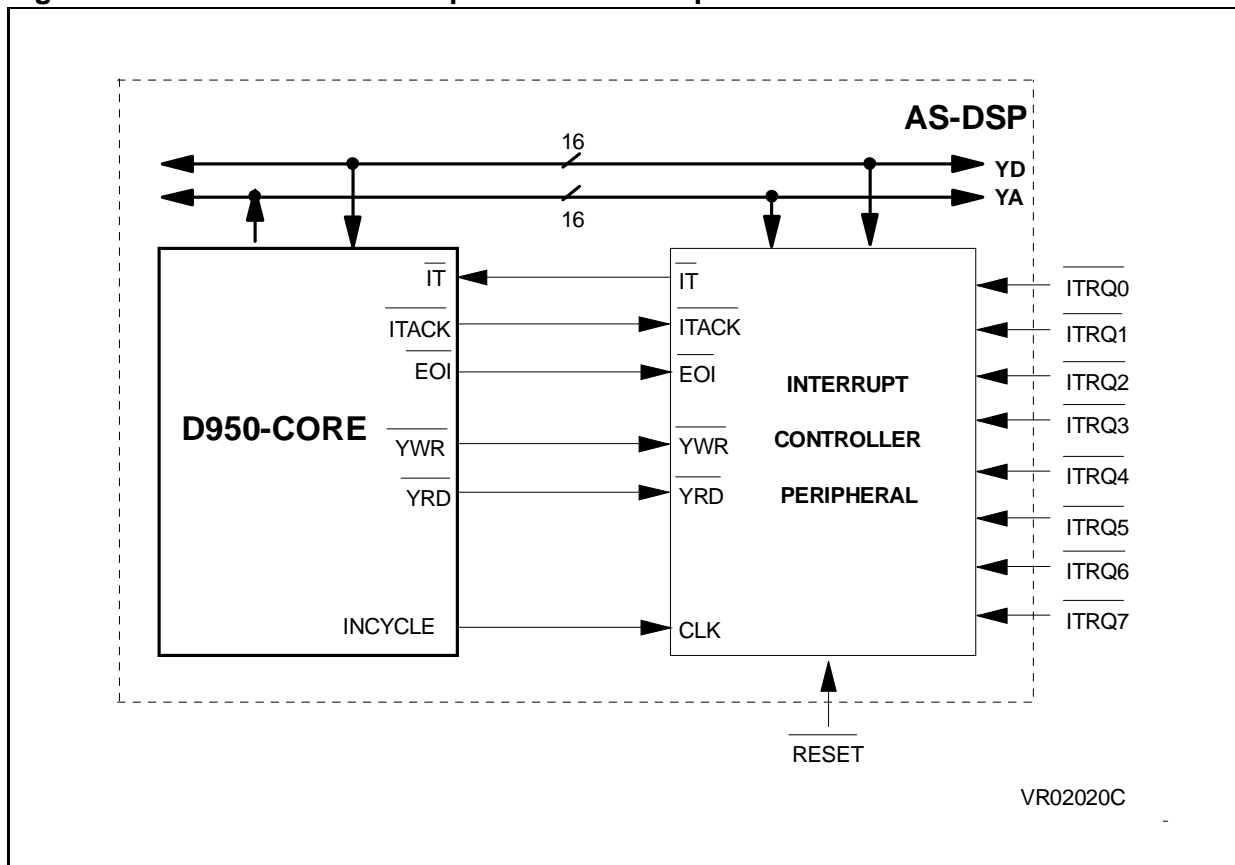 AS-DSP
16
YD
YA
16
IT
IT
ITRQ0
ITACK
ITACK
ITRQ1
EOI
EOI
INTERRUPT
ITRQ2
D950-CORE
CONTROLLER
ITRQ3
YWR
YWR
ITRQ4
YRD
YRD
PERIPHERAL
ITRQ5
ITRQ6
INCYCLE
CLK
ITRQ7
RESET
VR02020C